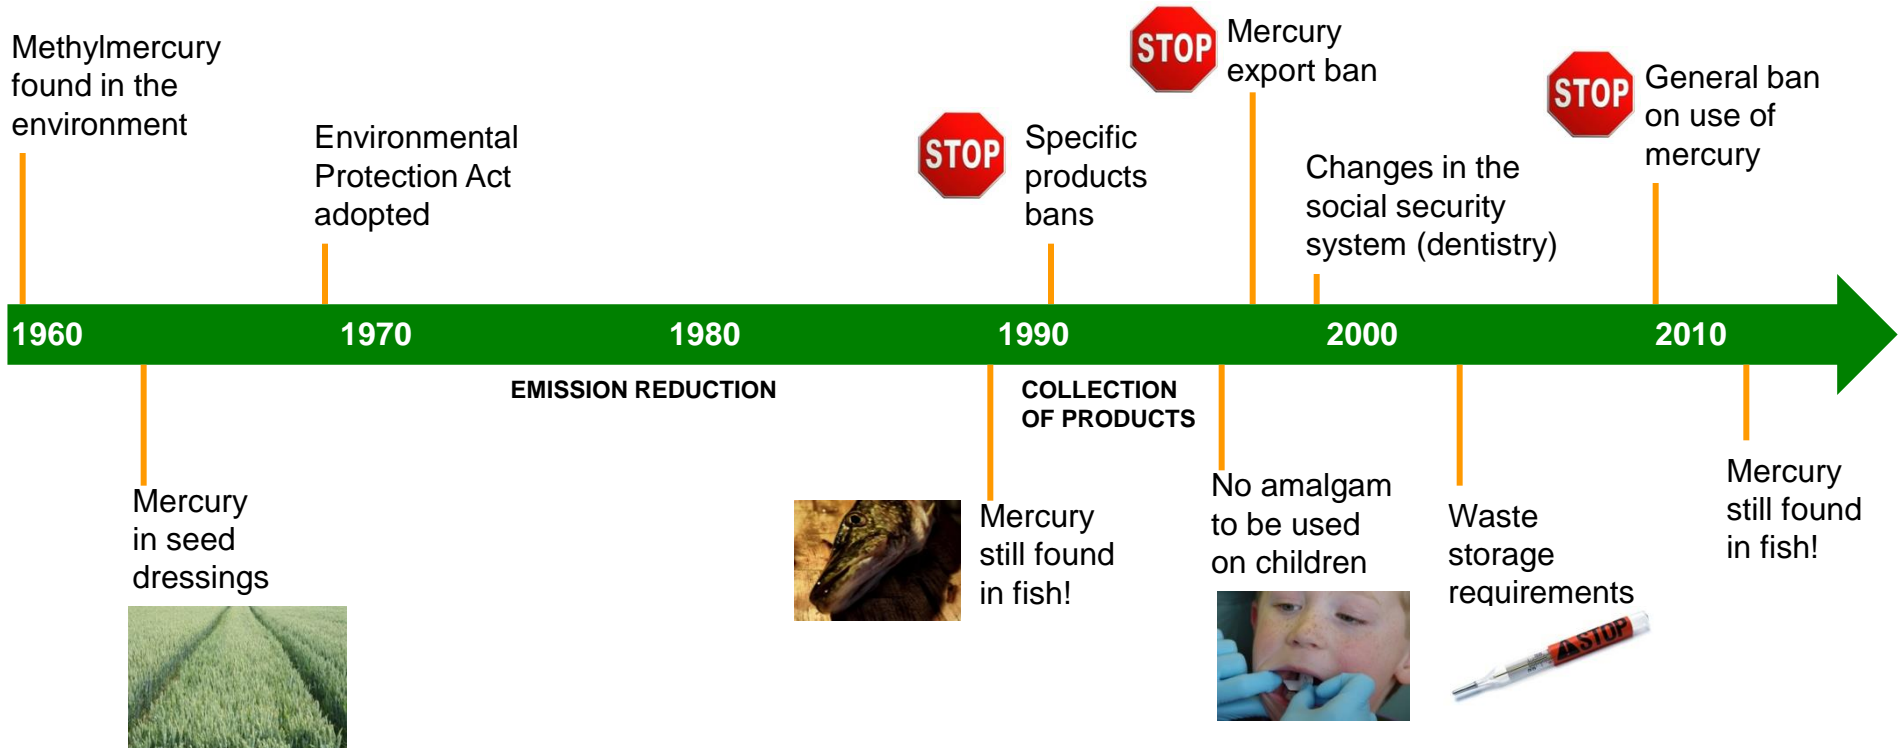 Methylmercury
found in the
environment
Environmental
Protection Act
adopted
STOP
Specific
products
bans
STOP
Mercury
export ban
Changes in the
social security
system (dentistry)
STOP
General ban
on use of
mercury
1960
1970
1980
1990
2000
2010
EMISSION REDUCTION
COLLECTION
OF PRODUCTS
Mercury
in seed
dressings
Mercury
still found
in fish!
No amalgam
to be used
on children
Waste
storage
requirements
STOP
Mercury
still found
in fish!